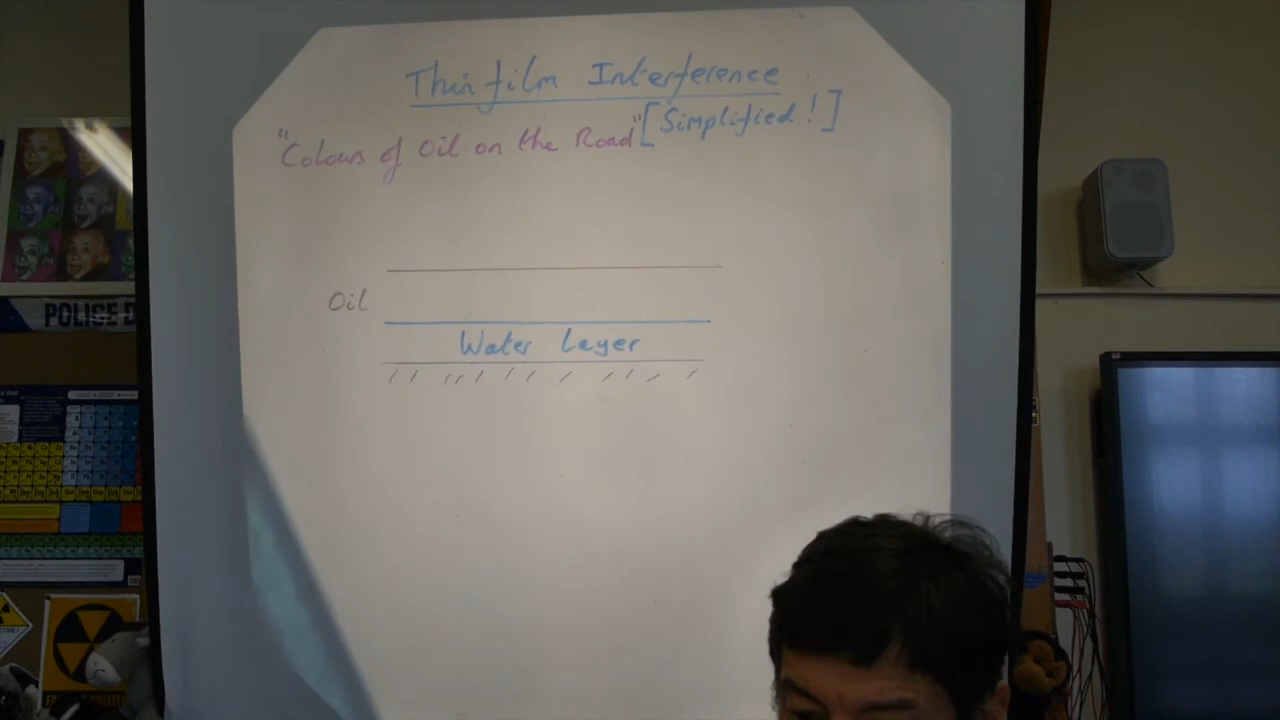 Thin film Interference
[Simplified !]
"Colours of Oil on the Road"
Oil
Water Layer
POLICE D